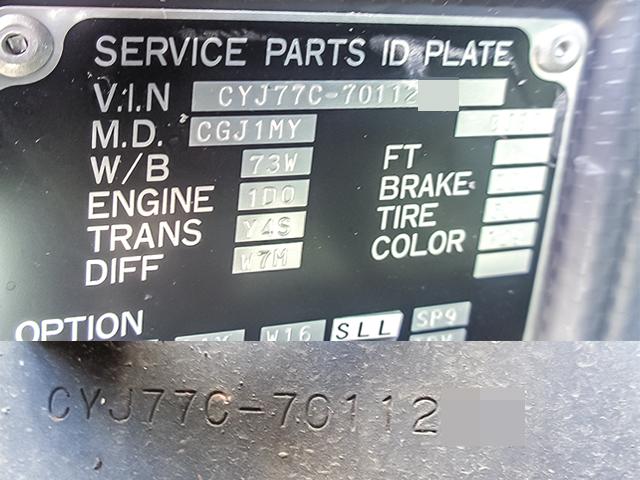 SERVICE PARTS ID PLATE
V.I.N CYJ77C-70112
M.D. CGJ1MY
W/B 73W FT
ENGINE 1D0 BRAKE
TRANS Y4S TIRE
DIFF W7M COLOR
OPTION W16 SLL SP9
CYJ77C-70112